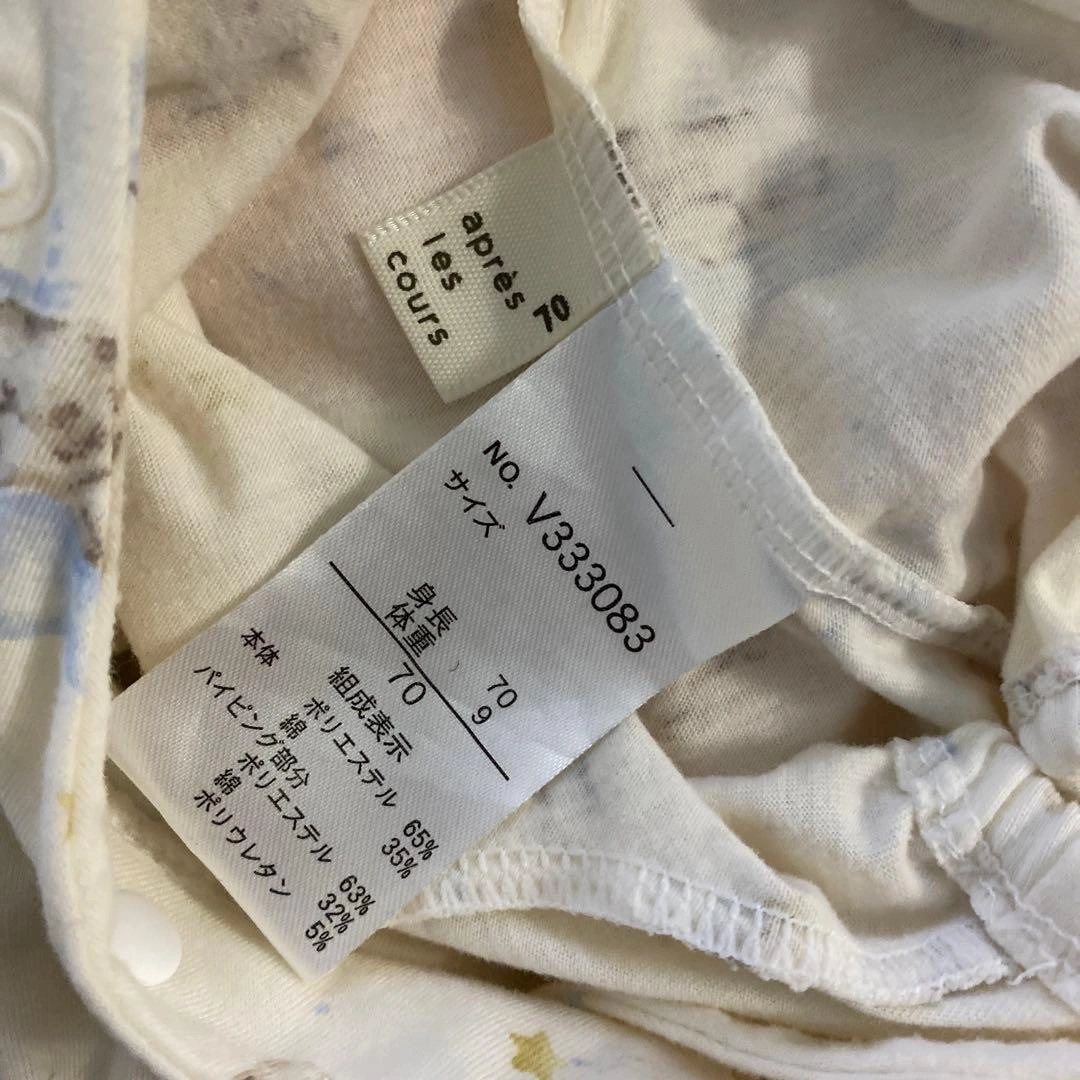 après
les
cours
70
NO. V333083
サイズ
70
身長 70
体重 9
組成表示
本体
ポリエステル 65%
綿 35%
パイピング部分
ポリエステル 63%
綿 32%
ポリウレタン 5%